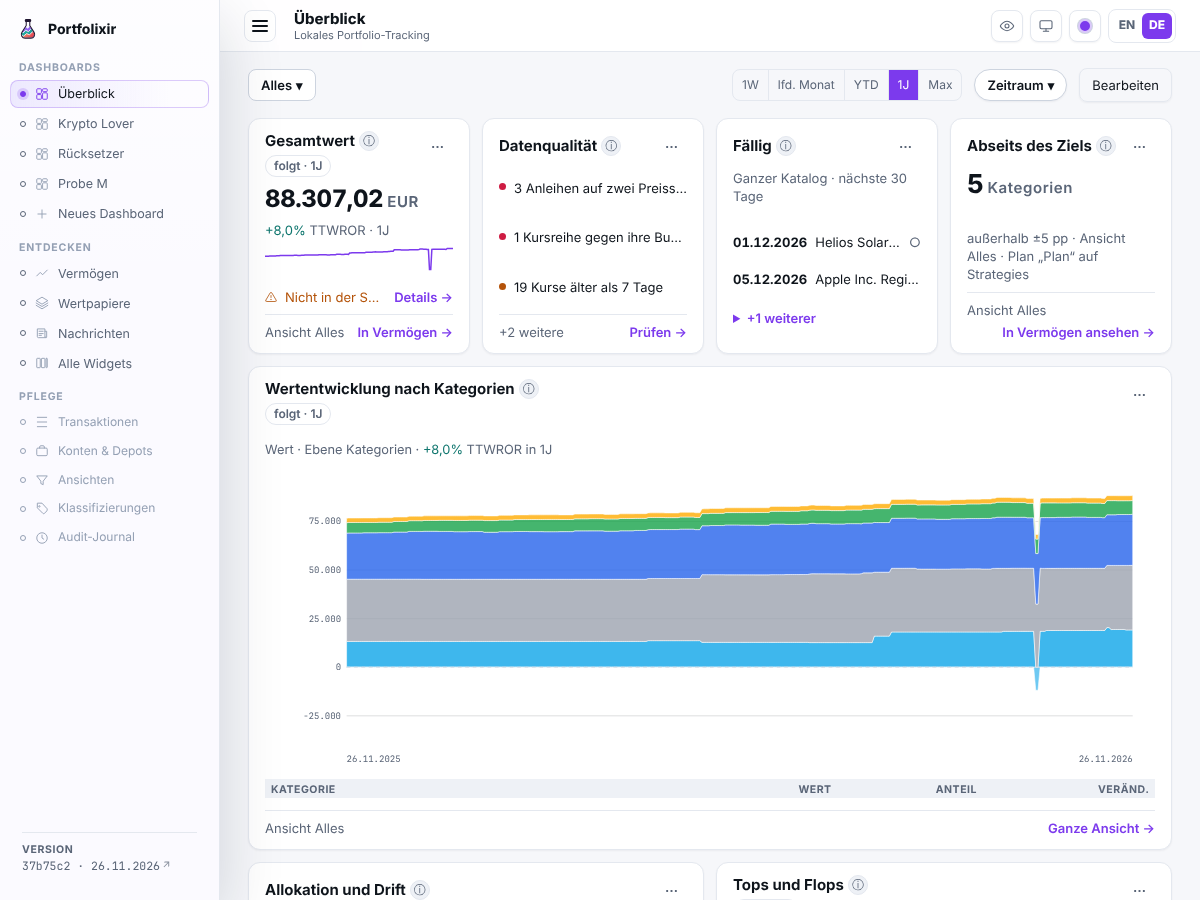 Portfolixir
DASHBOARDS
Überblick
Krypto Lover
Rücksetzer
Probe M
Neues Dashboard
ENTDECKEN
Vermögen
Wertpapiere
Nachrichten
Alle Widgets
PFLEGE
Transaktionen
Konten & Depots
Ansichten
Klassifizierungen
Audit-Journal
VERSION
37b75c2 · 26.11.2026 ↗
Überblick
Lokales Portfolio-Tracking
EN DE
Alles ▾
1W lfd. Monat YTD 1J Max
Zeitraum ▾
Bearbeiten
Gesamtwert ⓘ ...
folgt · 1J
88.307,02 EUR
+8,0% TTWROR · 1J
Nicht in der S... Details →
Ansicht Alles In Vermögen →
Datenqualität ⓘ ...
3 Anleihen auf zwei Preiss...
1 Kursreihe gegen ihre Bu...
19 Kurse älter als 7 Tage
+2 weitere Prüfen →
Fällig ⓘ ...
Ganzer Katalog · nächste 30
Tage
01.12.2026 Helios Solar...
05.12.2026 Apple Inc. Regi...
▶ +1 weiterer
Abseits des Ziels ⓘ ...
5 Kategorien
außerhalb ±5 pp · Ansicht
Alles · Plan „Plan“ auf
Strategies
Ansicht Alles
In Vermögen ansehen →
Wertentwicklung nach Kategorien ⓘ ...
folgt · 1J
Wert · Ebene Kategorien · +8,0% TTWROR in 1J
75.000
50.000
25.000
0
-25.000
26.11.2025 26.11.2026
KATEGORIE WERT ANTEIL VERÄND.
Ansicht Alles Ganze Ansicht →
Allokation und Drift ⓘ ...
Tops und Flops ⓘ ...